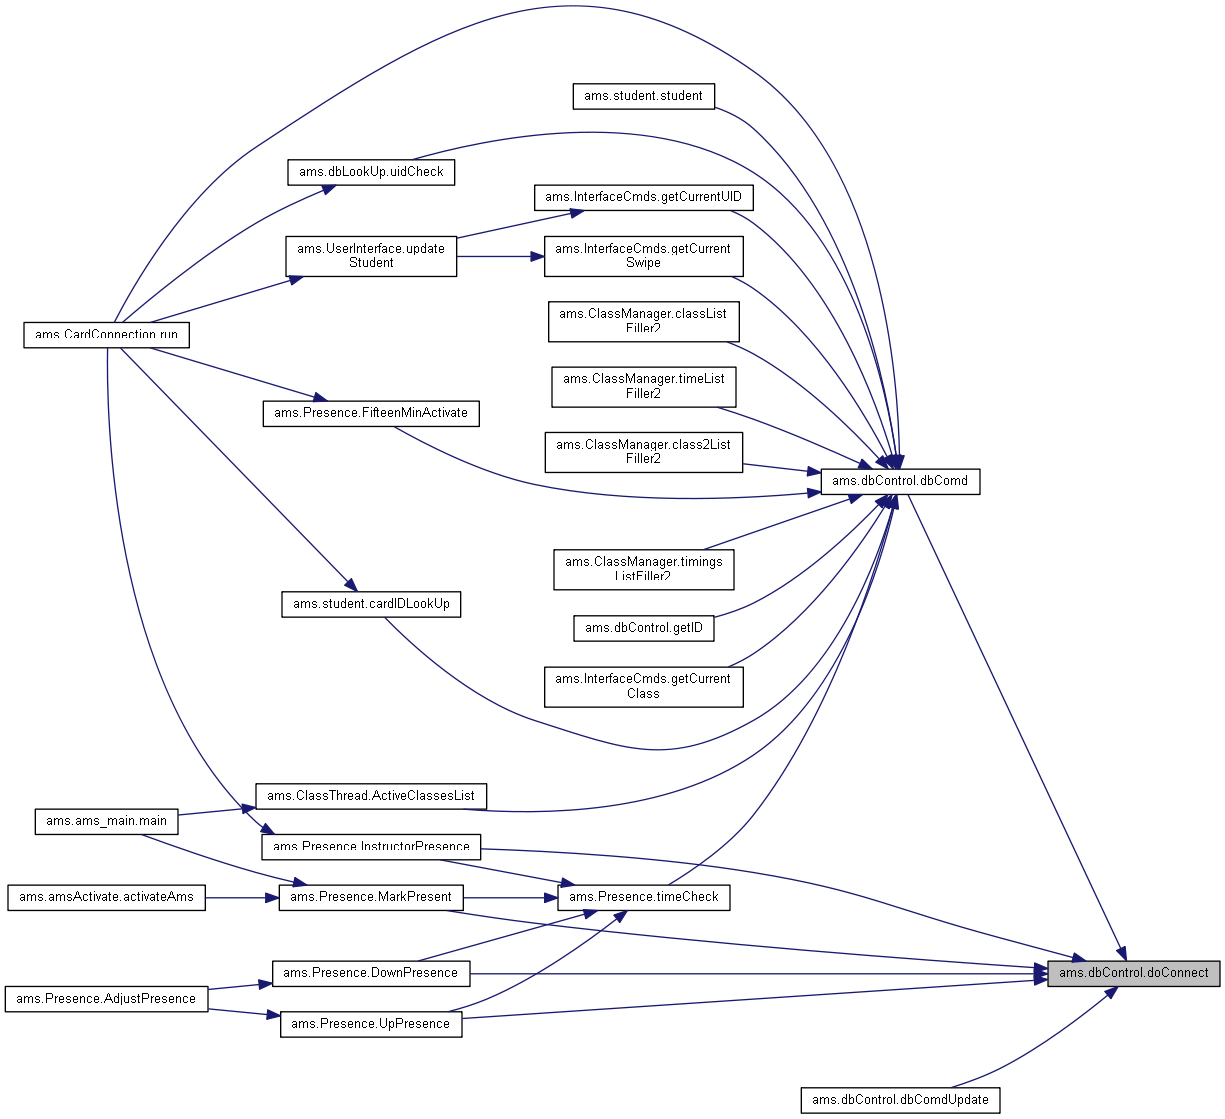 ams.student.student
ams.dbLookUp.uidCheck
ams.InterfaceCmds.getCurrentUID
ams.UserInterface.update
Student
ams.InterfaceCmds.getCurrent
Swipe
ams.ClassManager.classList
Filler2
ams.CardConnection.run
ams.ClassManager.timeList
Filler2
ams.Presence.FifteenMinActivate
ams.ClassManager.class2List
Filler2
ams.dbControl.dbComd
ams.ClassManager.timings
ListFiller2
ams.student.cardIDLookUp
ams.dbControl.getID
ams.InterfaceCmds.getCurrent
Class
ams.ClassThread.ActiveClassesList
ams.ams_main.main
ams.Presence.InstructorPresence
ams.amsActivate.activateAms
ams.Presence.MarkPresent
ams.Presence.timeCheck
ams.Presence.DownPresence
ams.dbControl.doConnect
ams.Presence.AdjustPresence
ams.Presence.UpPresence
ams.dbControl.dbComdUpdate